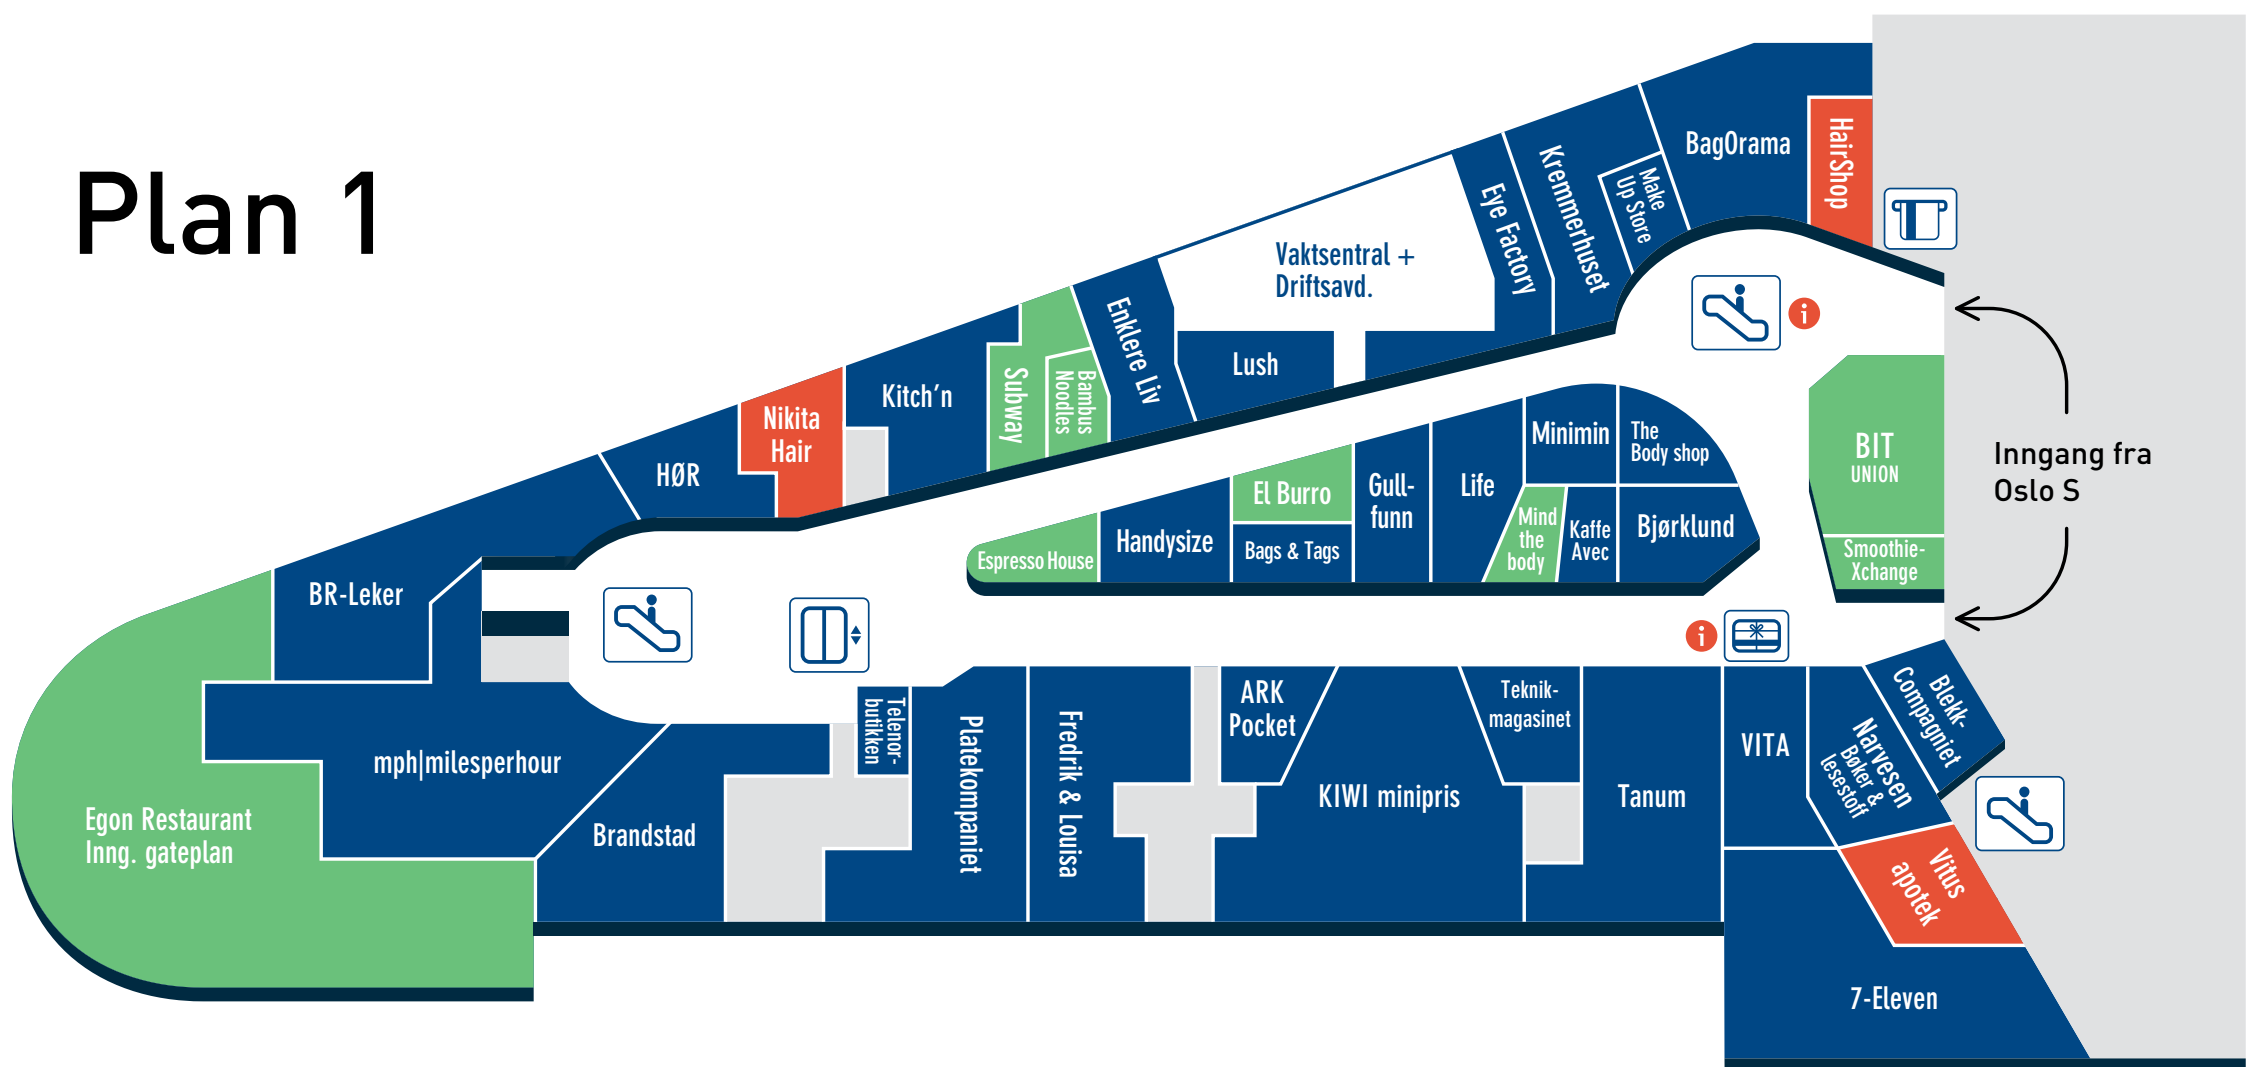 Plan 1
BagOrama
HairShop
Kremmerhuset
Make
Up Store
Eye Factory
Vaktsentral +
Driftsavd.
Lush
Enklere Liv
Bambus
Noodles
Subway
Kitch'n
Nikita
Hair
HØR
BR-Leker
Egon Restaurant
Inng. gateplan
mph|milesperhour
Brandstad
Espresso House
Handysize
El Burro
Bags & Tags
Gull-
funn
Life
Minimin
The
Body shop
Mind
the
body
Kaffe
Avec
Bjørklund
BIT
UNION
Smoothie-
Xchange
Inngang fra
Oslo S
i
i
Telenor-
butikken
Platekompaniet
Fredrik & Louisa
ARK
Pocket
KIWI minipris
Teknik-
magasinet
Tanum
VITA
Narvesen
Bøker &
lesestoff
Blekk-
Compagniet
Vitus
apotek
7-Eleven